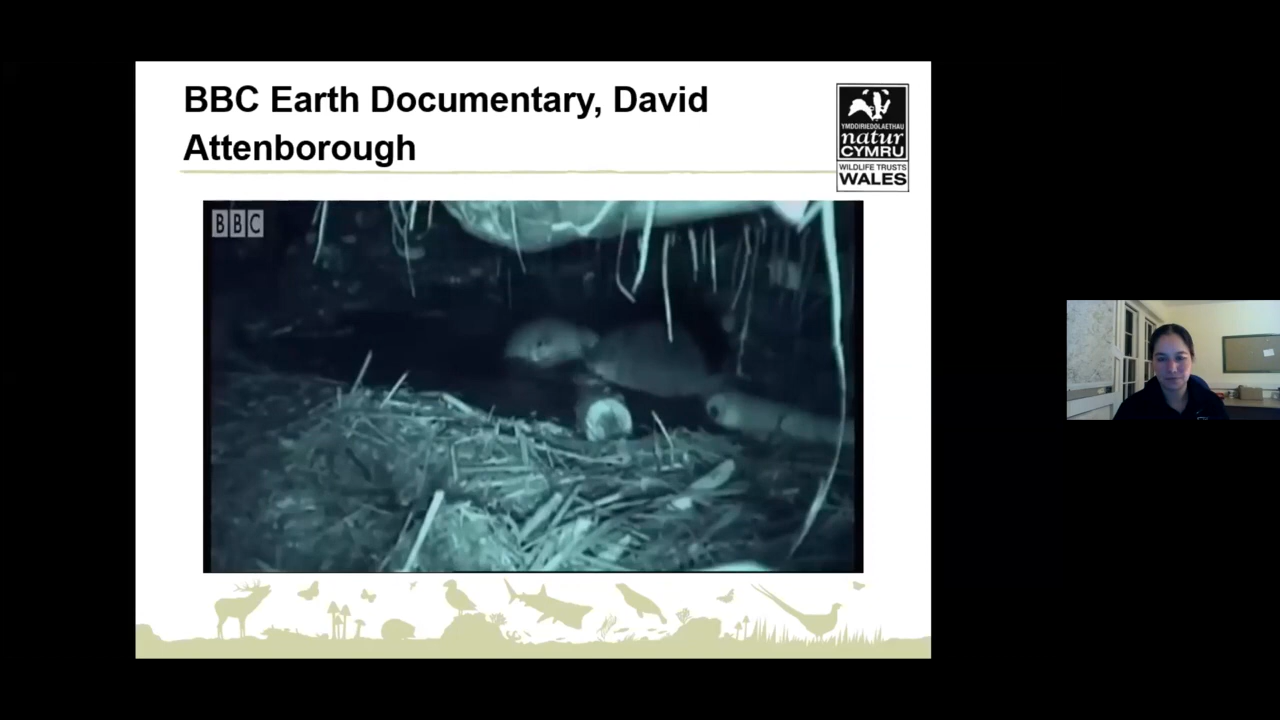 BBC Earth Documentary, David
Attenborough
YMDDIRIEDOLAETHAU
natur
CYMRU
WILDLIFE TRUSTS
WALES
BBC